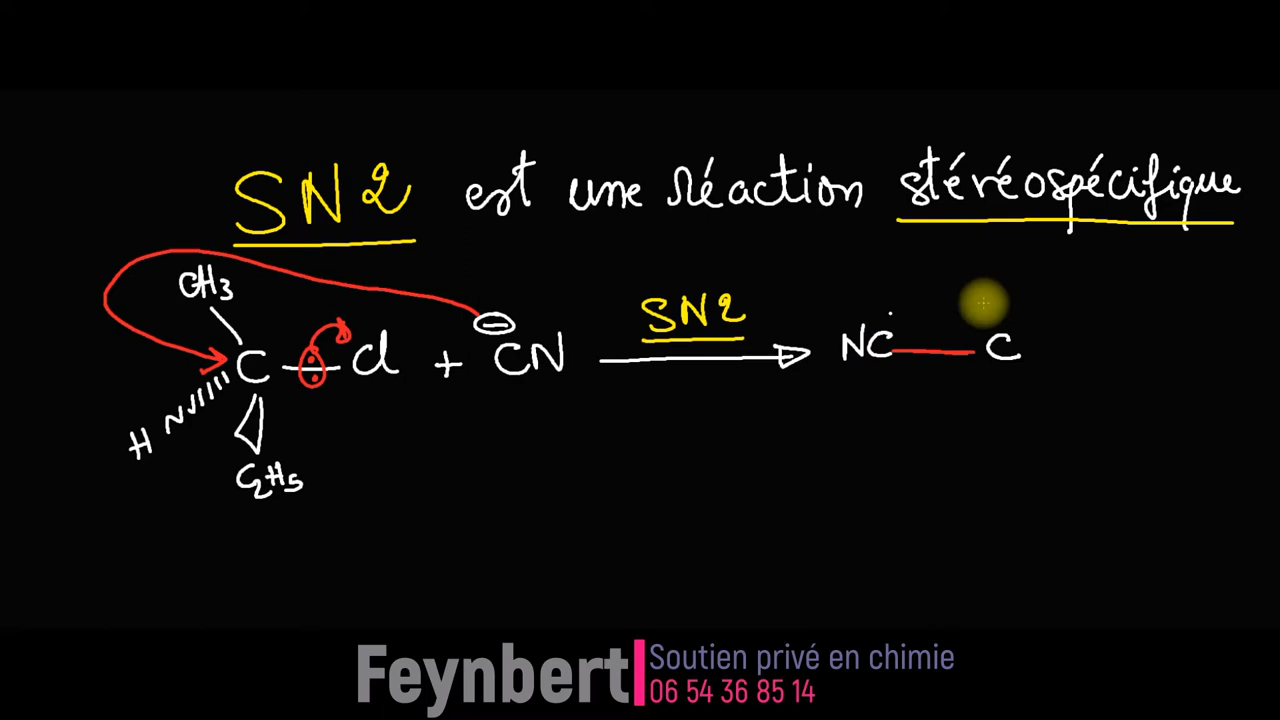 SN2 est une réaction stéréospécifique
CH3
SN2
C Cl + CN NC C
H
C2H5
Feynbert
Soutien privé en chimie
06 54 36 85 14